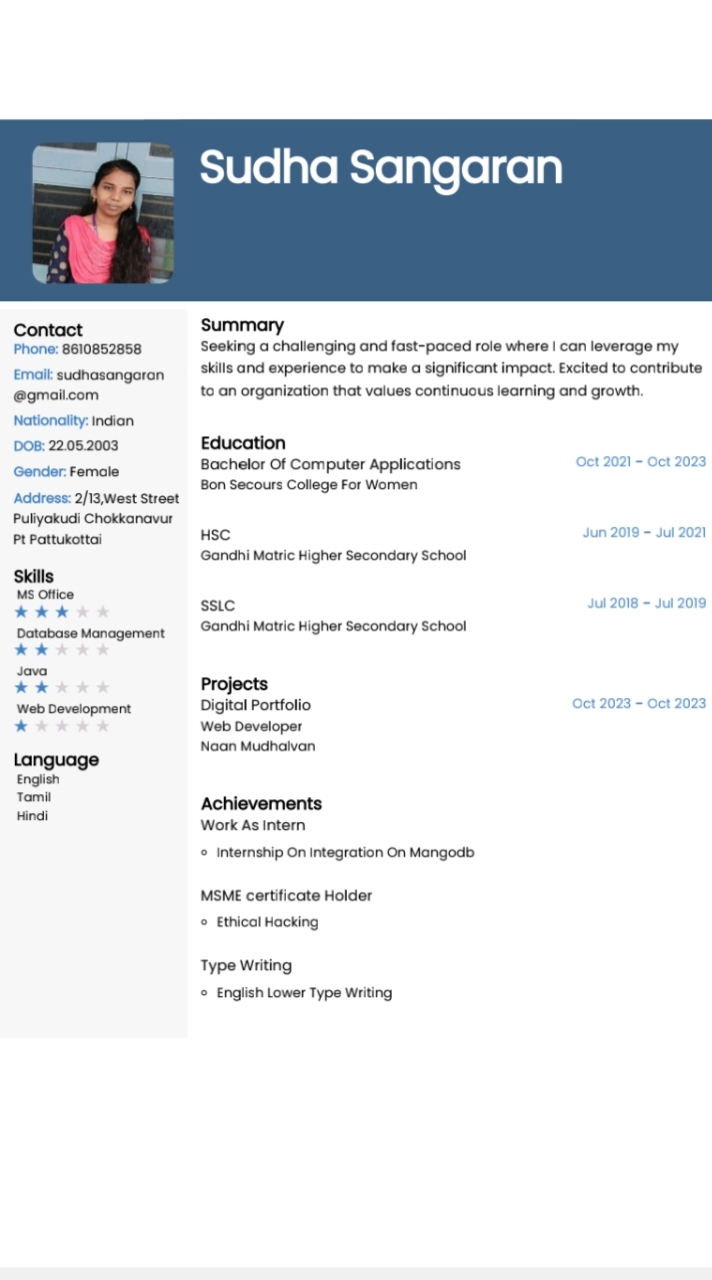 Sudha Sangaran
Contact
Phone: 8610852858
Email: sudhasangaran
@gmail.com
Nationality: Indian
DOB: 22.05.2003
Gender: Female
Address: 2/13,West Street
Puliyakudi Chokkanavur
Pt Pattukottai
Skills
MS Office
Database Management
Java
Web Development
Language
English
Tamil
Hindi
Summary
Seeking a challenging and fast-paced role where I can leverage my
skills and experience to make a significant impact. Excited to contribute
to an organization that values continuous learning and growth.
Education
Bachelor Of Computer Applications Oct 2021 - Oct 2023
Bon Secours College For Women
HSC Jun 2019 - Jul 2021
Gandhi Matric Higher Secondary School
SSLC Jul 2018 - Jul 2019
Gandhi Matric Higher Secondary School
Projects
Digital Portfolio Oct 2023 - Oct 2023
Web Developer
Naan Mudhalvan
Achievements
Work As Intern
Internship On Integration On Mangodb
MSME certificate Holder
Ethical Hacking
Type Writing
English Lower Type Writing